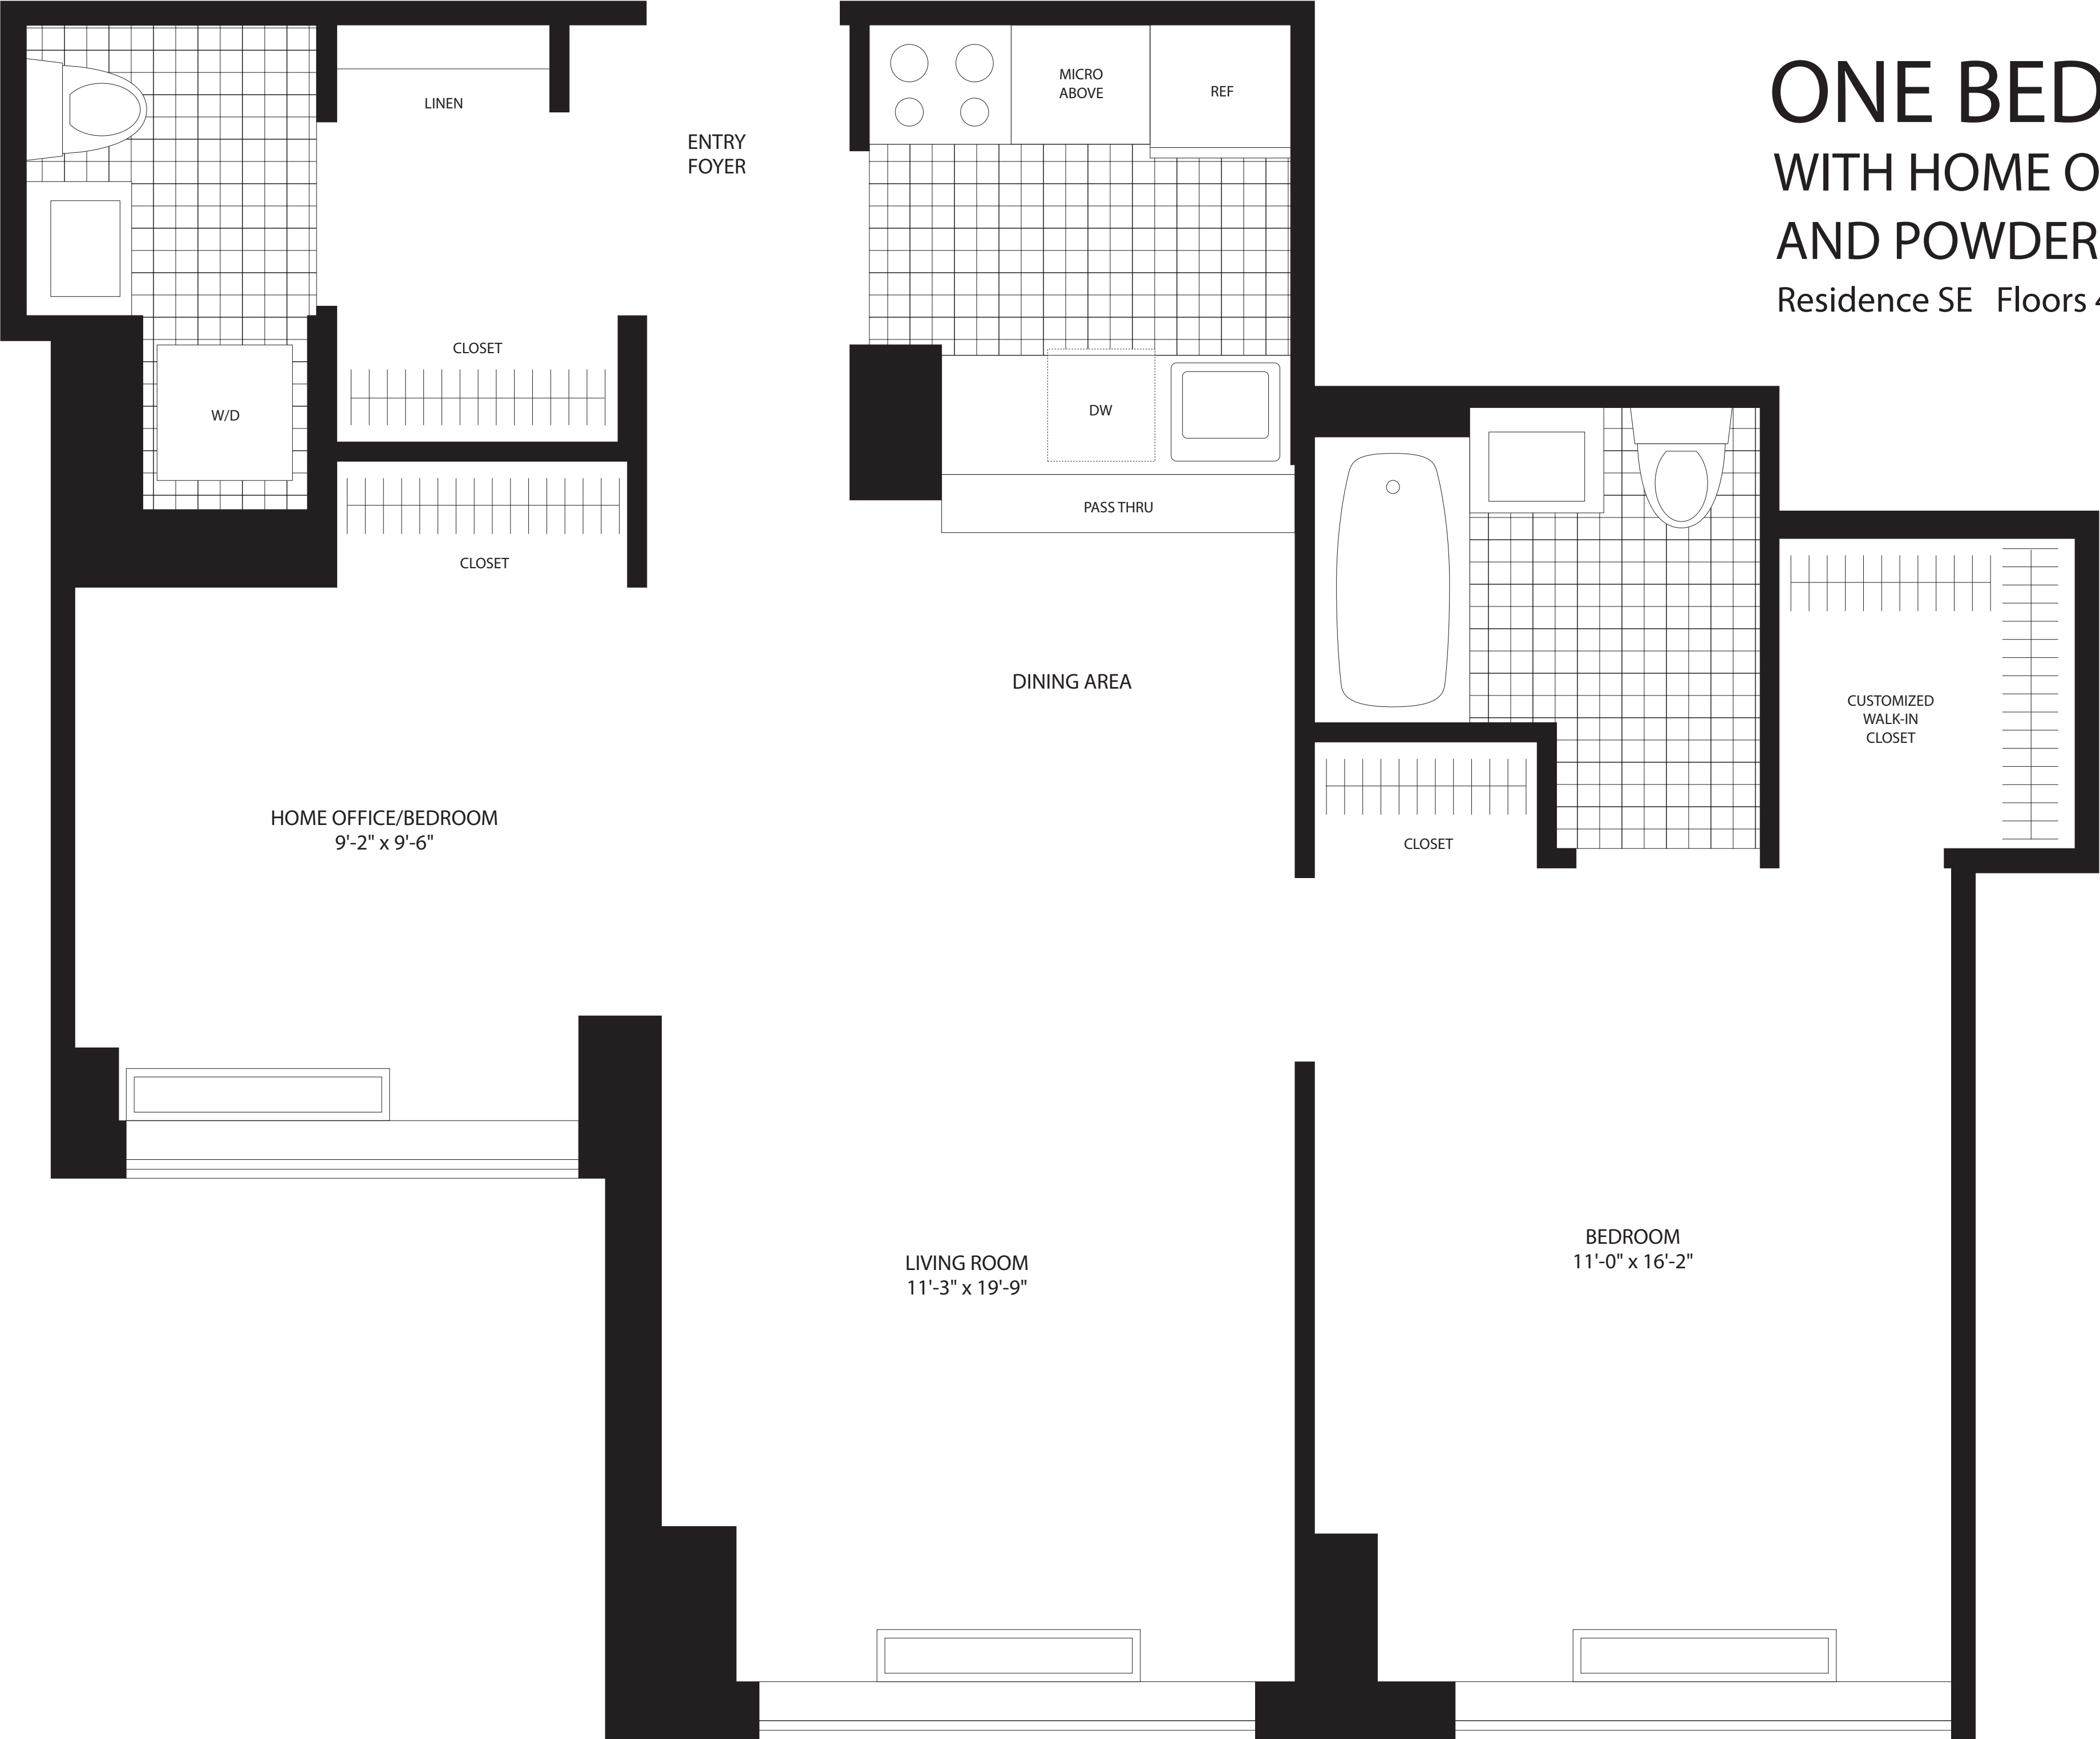 ONE BED
WITH HOME O
AND POWDER
Residence SE Floors 4
LINEN
ENTRY
FOYER
MICRO
ABOVE
REF
CLOSET
W/D
DW
PASS THRU
CLOSET
DINING AREA
CUSTOMIZED
WALK-IN
CLOSET
HOME OFFICE/BEDROOM
9'-2" x 9'-6"
CLOSET
LIVING ROOM
11'-3" x 19'-9"
BEDROOM
11'-0" x 16'-2"